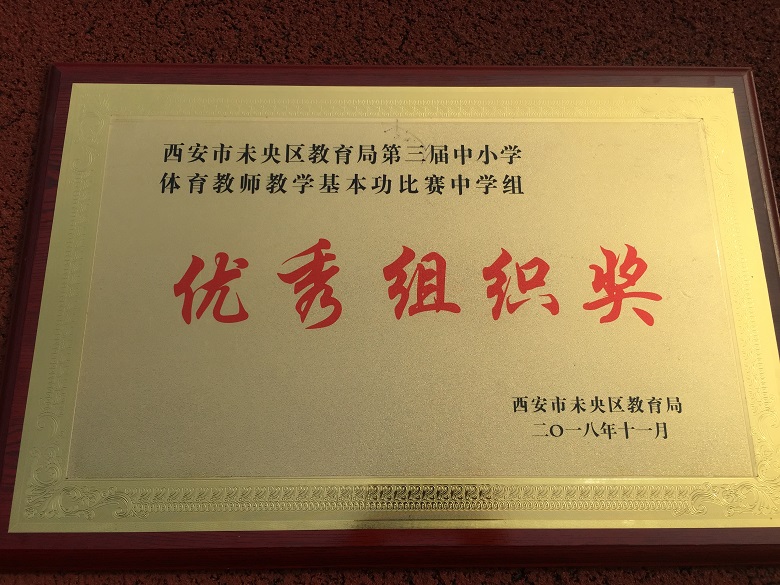 西安市未央区教育局第三届中小学
体育教师教学基本功比赛中学组
优秀组织奖
西安市未央区教育局
二〇一八年十一月